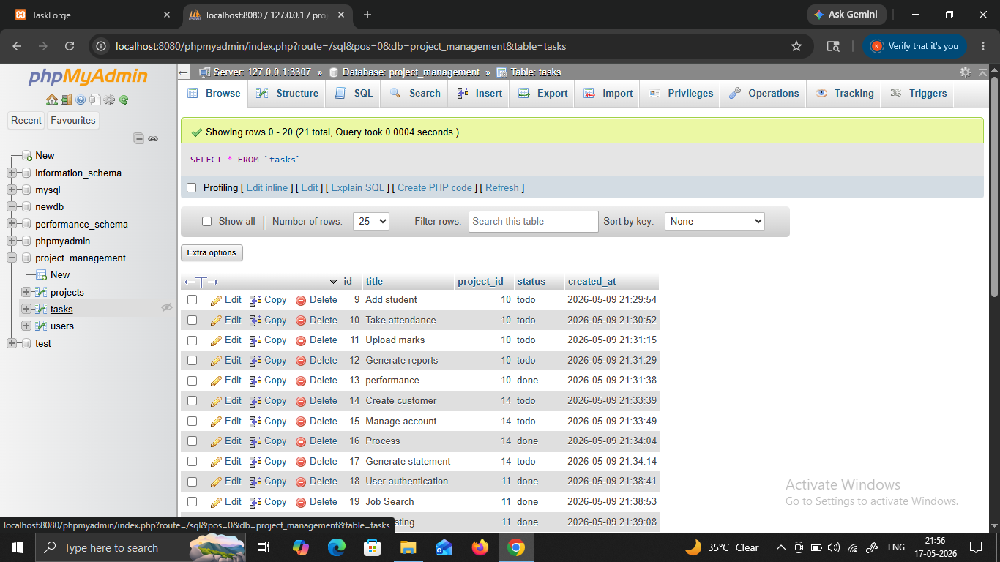 TaskForge
localhost:8080 / 127.0.0.1 / pro
Ask Gemini
localhost:8080/phpmyadmin/index.php?route=/sql&pos=0&db=project_management&table=tasks
K
Verify that it's you
phpMyAdmin
Recent
Favourites
New
information_schema
mysql
newdb
performance_schema
phpmyadmin
project_management
New
projects
tasks
users
test
Server: 127.0.0.1:3307 » Database: project_management » Table: tasks
Browse Structure SQL Search Insert Export Import Privileges Operations Tracking Triggers
Showing rows 0 - 20 (21 total, Query took 0.0004 seconds.)
SELECT * FROM `tasks`
Profiling [ Edit inline ] [ Edit ] [ Explain SQL ] [ Create PHP code ] [ Refresh ]
Show all Number of rows: 25 Filter rows: Search this table Sort by key: None
Extra options
id title project_id status created_at
Edit Copy Delete 9 Add student 10 todo 2026-05-09 21:29:54
Edit Copy Delete 10 Take attendance 10 todo 2026-05-09 21:30:52
Edit Copy Delete 11 Upload marks 10 todo 2026-05-09 21:31:15
Edit Copy Delete 12 Generate reports 10 todo 2026-05-09 21:31:29
Edit Copy Delete 13 performance 10 done 2026-05-09 21:31:38
Edit Copy Delete 14 Create customer 14 todo 2026-05-09 21:33:39
Edit Copy Delete 15 Manage account 14 todo 2026-05-09 21:33:49
Edit Copy Delete 16 Process 14 done 2026-05-09 21:34:04
Edit Copy Delete 17 Generate statement 14 todo 2026-05-09 21:34:14
Edit Copy Delete 18 User authentication 11 done 2026-05-09 21:38:41
Edit Copy Delete 19 Job Search 11 done 2026-05-09 21:38:53
11 done 2026-05-09 21:39:08
Activate Windows
Go to Settings to activate Windows.
localhost:8080/phpmyadmin/index.php?route=/sql&pos=0&db=project_management&table=tasks
Type here to search
35°C Clear
ENG
21:56
17-05-2026